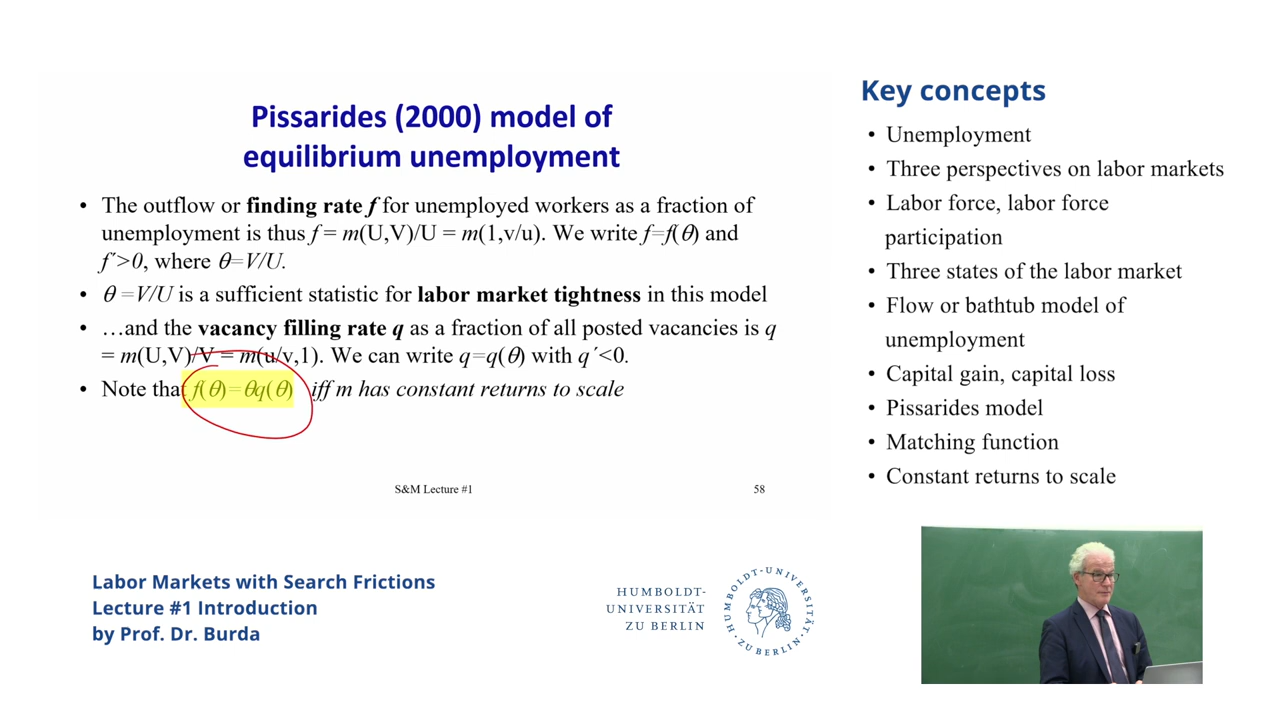 Pissarides (2000) model of
equilibrium unemployment
• The outflow or finding rate f for unemployed workers as a fraction of
unemployment is thus f = m(U,V)/U = m(1,v/u). We write f=f(θ) and
f´>0, where θ=V/U.
• θ =V/U is a sufficient statistic for labor market tightness in this model
• …and the vacancy filling rate q as a fraction of all posted vacancies is q
= m(U,V)/V = m(u/v,1). We can write q=q(θ) with q´<0.
• Note that f(θ)=θq(θ) iff m has constant returns to scale
S&M Lecture #1
58
Key concepts
• Unemployment
• Three perspectives on labor markets
• Labor force, labor force
participation
• Three states of the labor market
• Flow or bathtub model of
unemployment
• Capital gain, capital loss
• Pissarides model
• Matching function
• Constant returns to scale
Labor Markets with Search Frictions
Lecture #1 Introduction
by Prof. Dr. Burda
HUMBOLDT-
UNIVERSITÄT
ZU BERLIN
HUMBOLDT-UNIVERSITÄT
ZU BERLIN